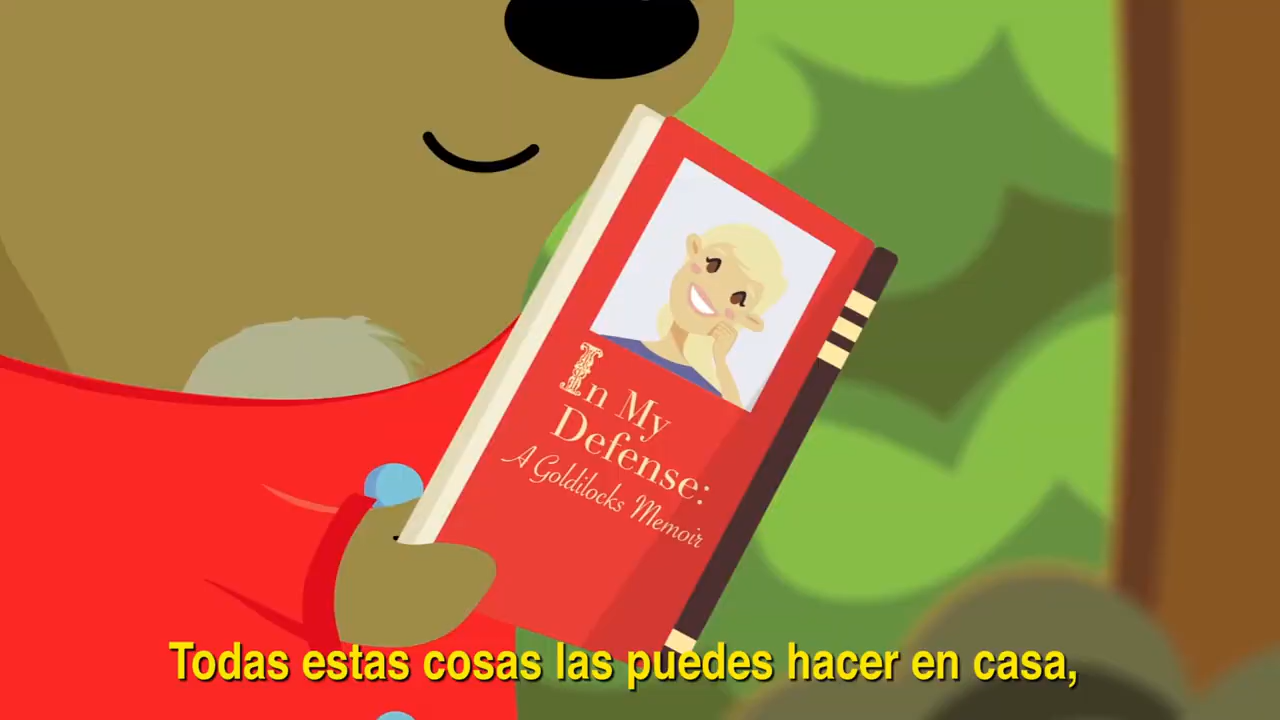 In My
Defense:
A Goldilocks Memoir
Todas estas cosas las puedes hacer en casa,